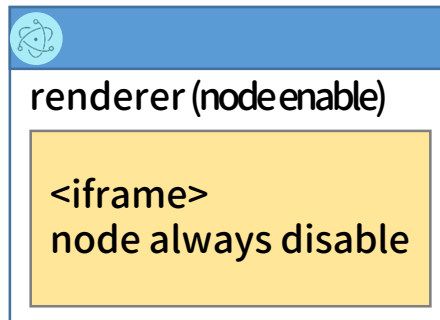 renderer (node enable)
<iframe>
node always disable